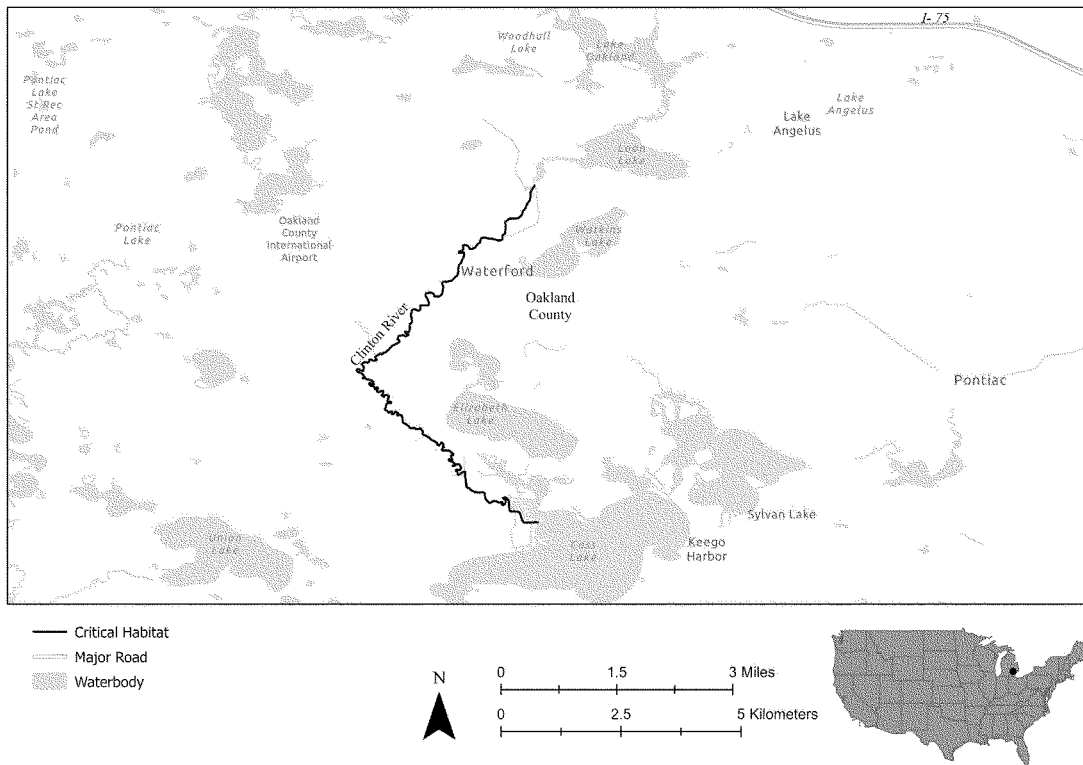 I- 75
Woodhull
Lake
Lake
Oakland
Pontiac
Lake
St Rec
Area
Pond
Lake
Angelus
Lake
Angelus
Loon
Lake
Pontiac
Lake
Oakland
County
International
Airport
Watkins
Lake
Waterford
Oakland
County
Clinton River
Pontiac
Elizabeth
Lake
Sylvan Lake
Union
Lake
Cass
Lake
Keego
Harbor
Critical Habitat
Major Road
Waterbody
N
0 1.5 3 Miles
0 2.5 5 Kilometers